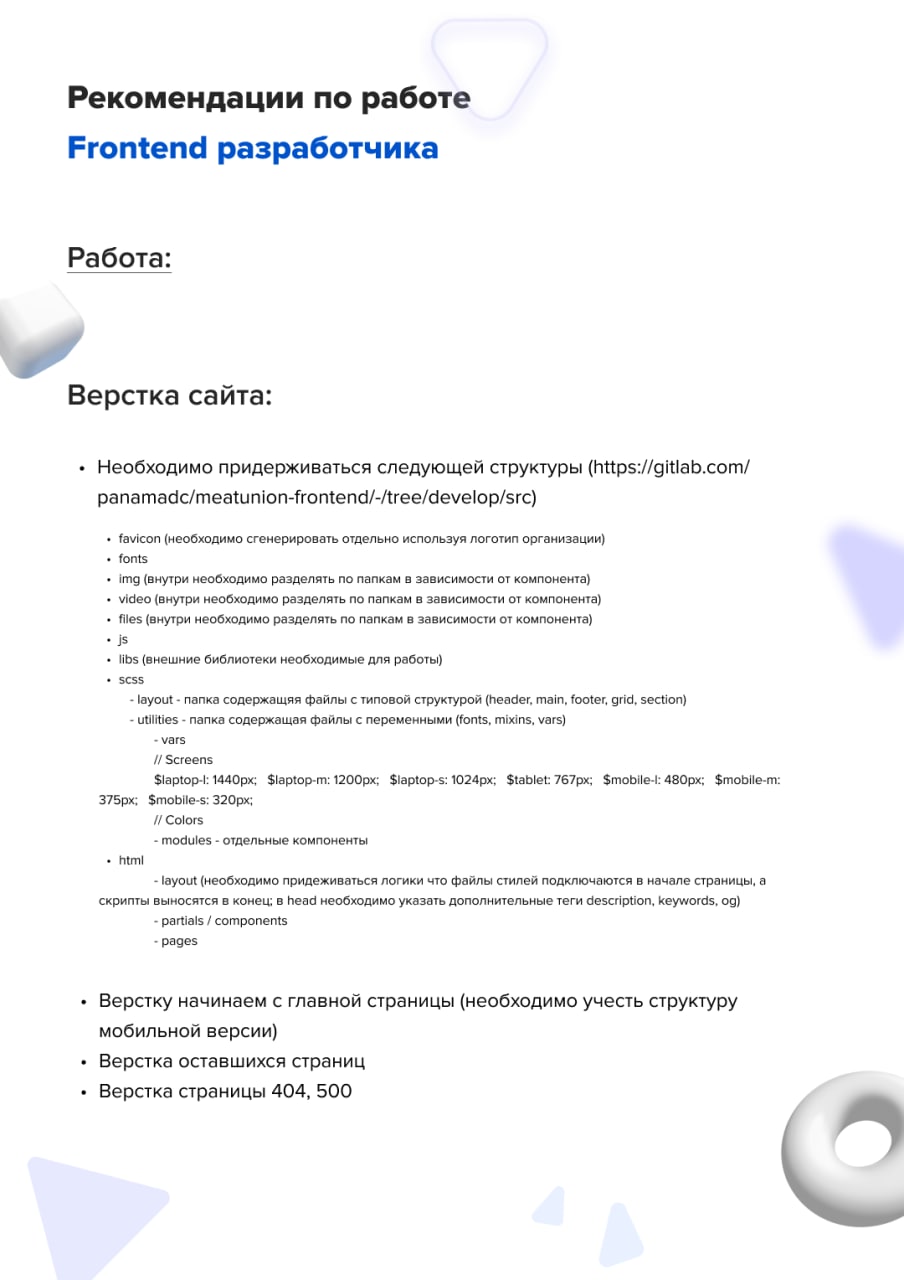 Рекомендации по работе
Frontend разработчика
Работа:
Верстка сайта:
• Необходимо придерживаться следующей структуры (https://gitlab.com/
panamadc/meatunion-frontend/-/tree/develop/src)
• favicon (необходимо сгенерировать отдельно используя логотип организации)
• fonts
• img (внутри необходимо разделять по папкам в зависимости от компонента)
• video (внутри необходимо разделять по папкам в зависимости от компонента)
• files (внутри необходимо разделять по папкам в зависимости от компонента)
• js
• libs (внешние библиотеки необходимые для работы)
• scss
- layout - папка содержащяя файлы с типовой структурой (header, main, footer, grid, section)
- utilities - папка содержащая файлы с переменными (fonts, mixins, vars)
- vars
// Screens
$laptop-l: 1440px; $laptop-m: 1200px; $laptop-s: 1024px; $tablet: 767px; $mobile-l: 480px; $mobile-m:
375px; $mobile-s: 320px;
// Colors
- modules - отдельные компоненты
• html
- layout (необходимо придеживаться логики что файлы стилей подключаются в начале страницы, а
скрипты выносятся в конец; в head необходимо указать дополнительные теги description, keywords, og)
- partials / components
- pages
• Верстку начинаем с главной страницы (необходимо учесть структуру
мобильной версии)
• Верстка оставшихся страниц
• Верстка страницы 404, 500